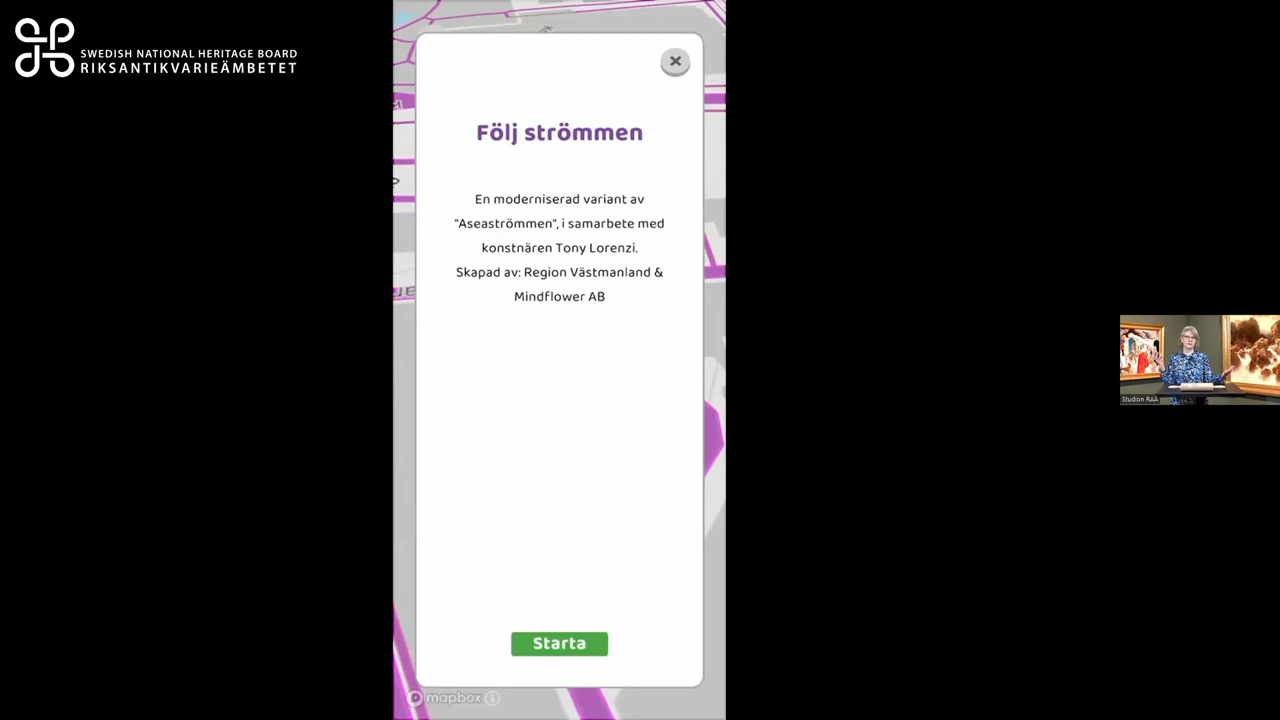 SWEDISH NATIONAL HERITAGE BOARD
RIKSANTIKVARIEÄMBETET
Följ strömmen
En moderniserad variant av
"Aseaströmmen", i samarbete med
konstnären Tony Lorenzi.
Skapad av: Region Västmanland &
Mindflower AB
Starta
mapbox
Studion RAÄ